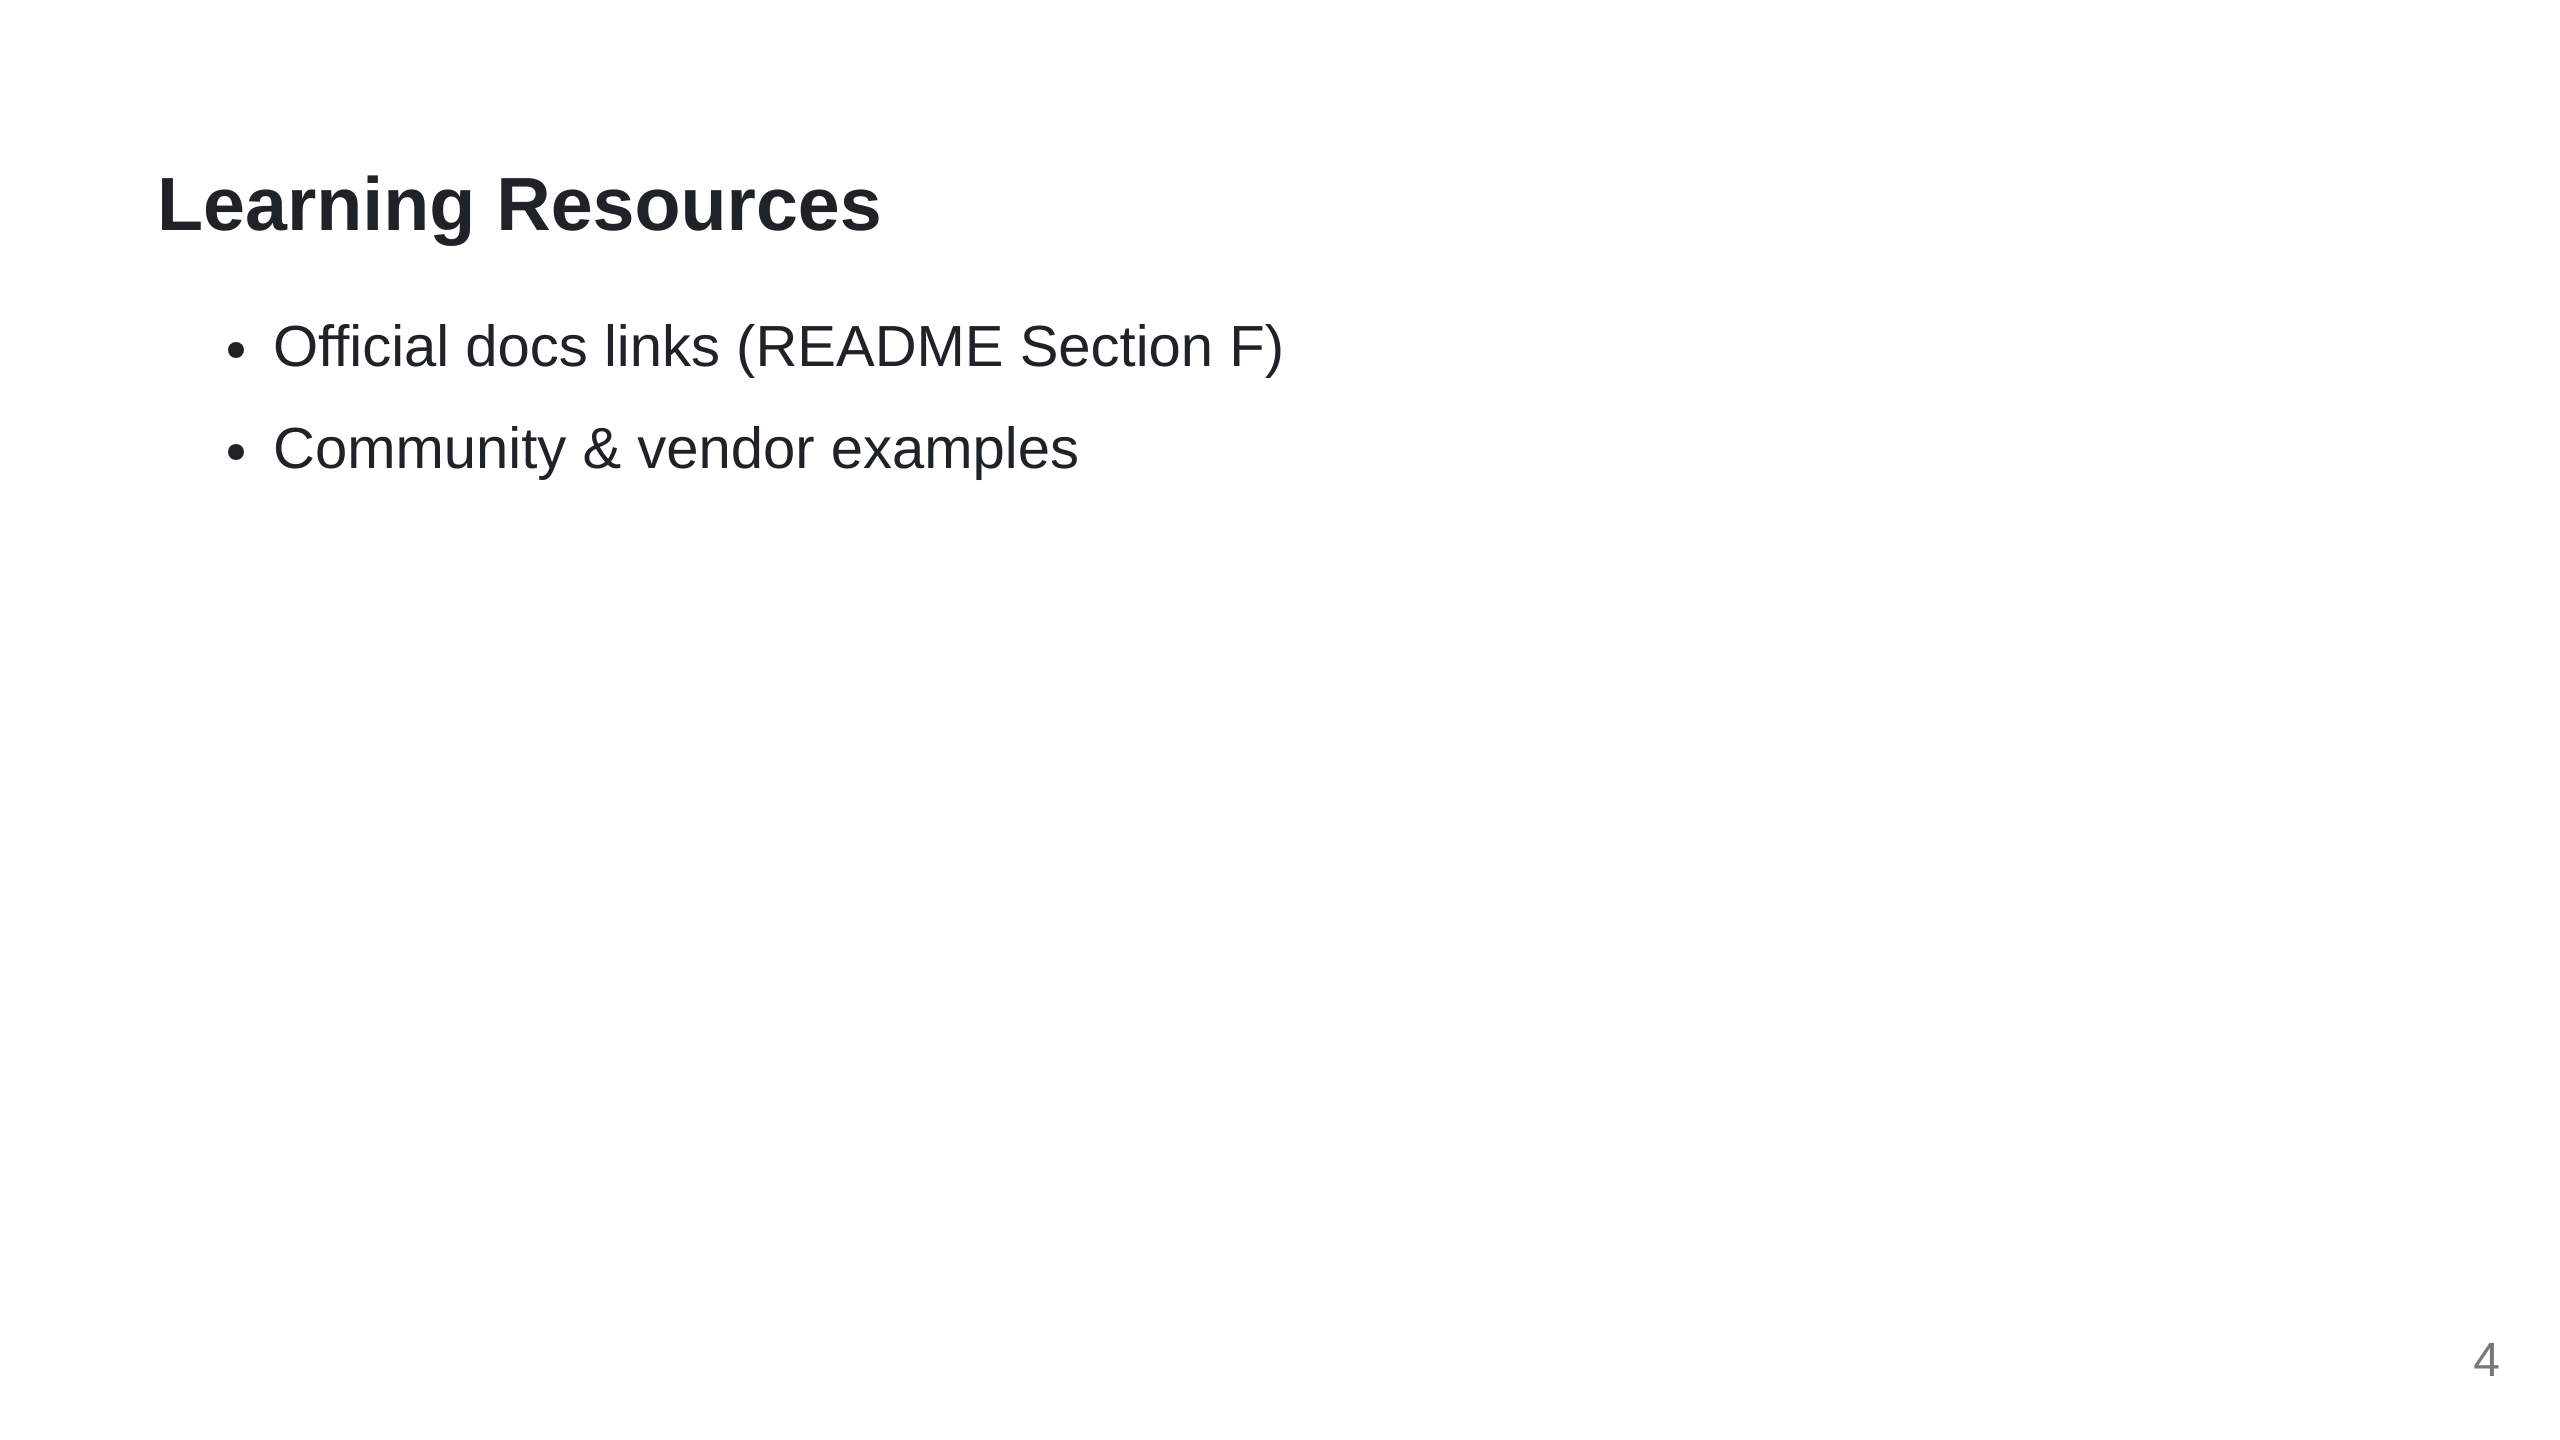 Learning Resources
• Official docs links (README Section F)
• Community & vendor examples
4